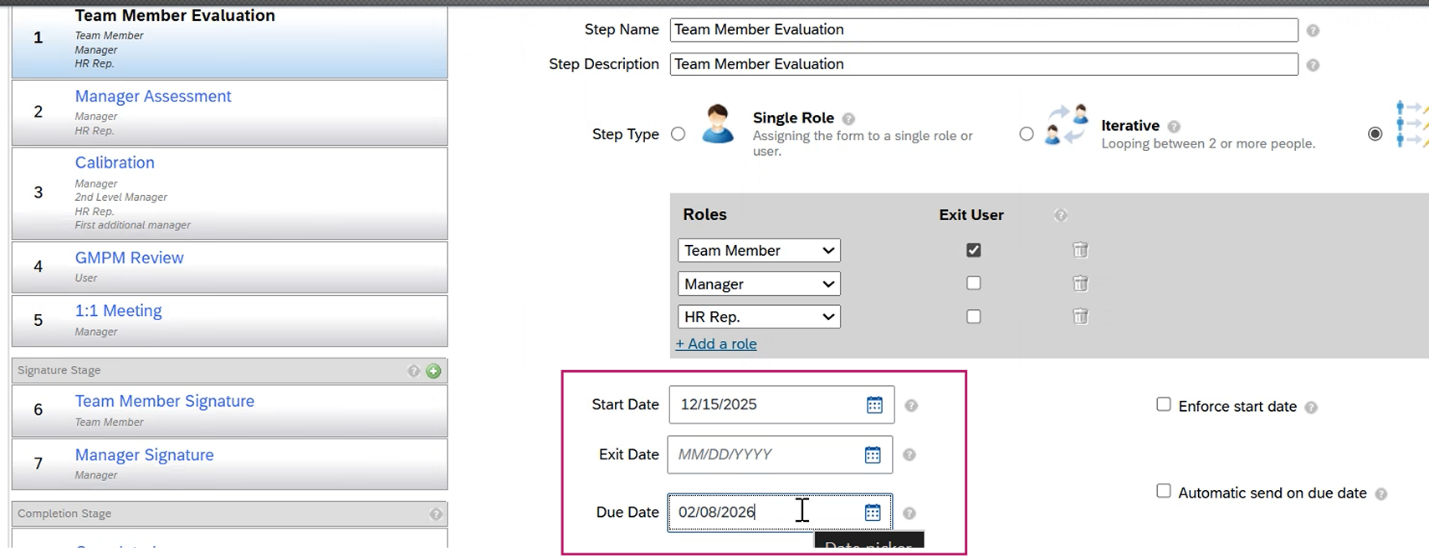 1
Team Member Evaluation
Team Member
Manager
HR Rep.
2
Manager Assessment
Manager
HR Rep.
3
Calibration
Manager
2nd Level Manager
HR Rep.
First additional manager
4
GMPM Review
User
5
1:1 Meeting
Manager
Signature Stage
6
Team Member Signature
Team Member
7
Manager Signature
Manager
Completion Stage
Step Name Team Member Evaluation
Step Description Team Member Evaluation
Step Type
Single Role
Assigning the form to a single role or
user.
Iterative
Looping between 2 or more people.
Roles Exit User
Team Member
Manager
HR Rep.
+ Add a role
Start Date 12/15/2025
Enforce start date
Exit Date MM/DD/YYYY
Automatic send on due date
Due Date 02/08/2026
Date picker